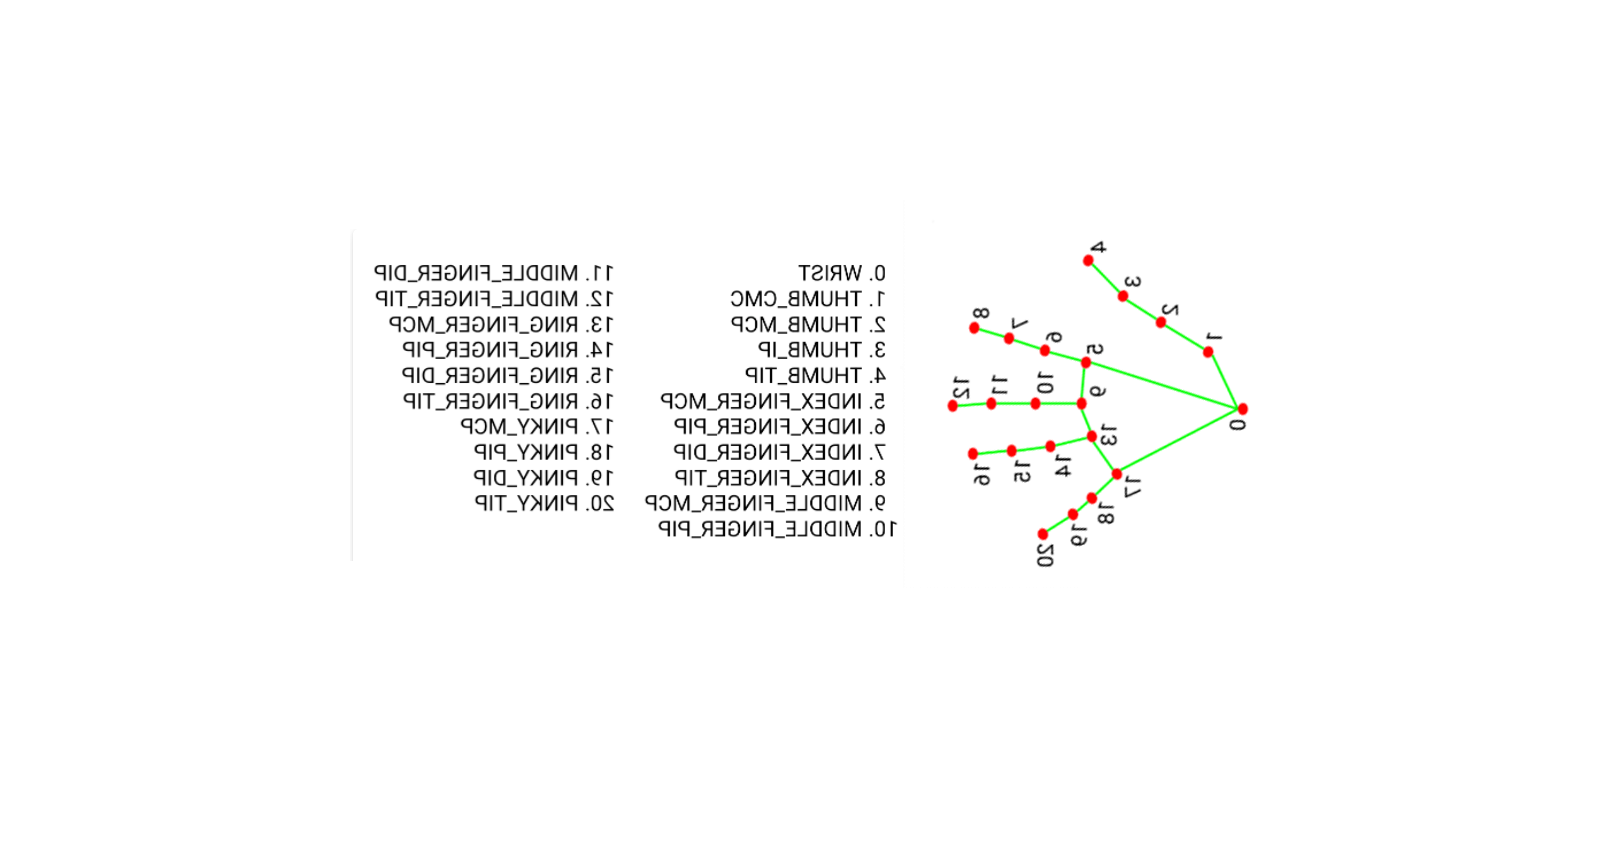 0. WRIST
1. THUMB_CMC
2. THUMB_MCP
3. THUMB_IP
4. THUMB_TIP
5. INDEX_FINGER_MCP
6. INDEX_FINGER_PIP
7. INDEX_FINGER_DIP
8. INDEX_FINGER_TIP
9. MIDDLE_FINGER_MCP
10. MIDDLE_FINGER_PIP
11. MIDDLE_FINGER_DIP
12. MIDDLE_FINGER_TIP
13. RING_FINGER_MCP
14. RING_FINGER_PIP
15. RING_FINGER_DIP
16. RING_FINGER_TIP
17. PINKY_MCP
18. PINKY_PIP
19. PINKY_DIP
20. PINKY_TIP
0
1
2
3
4
5
6
7
8
9
10
11
12
13
14
15
16
17
18
19
20